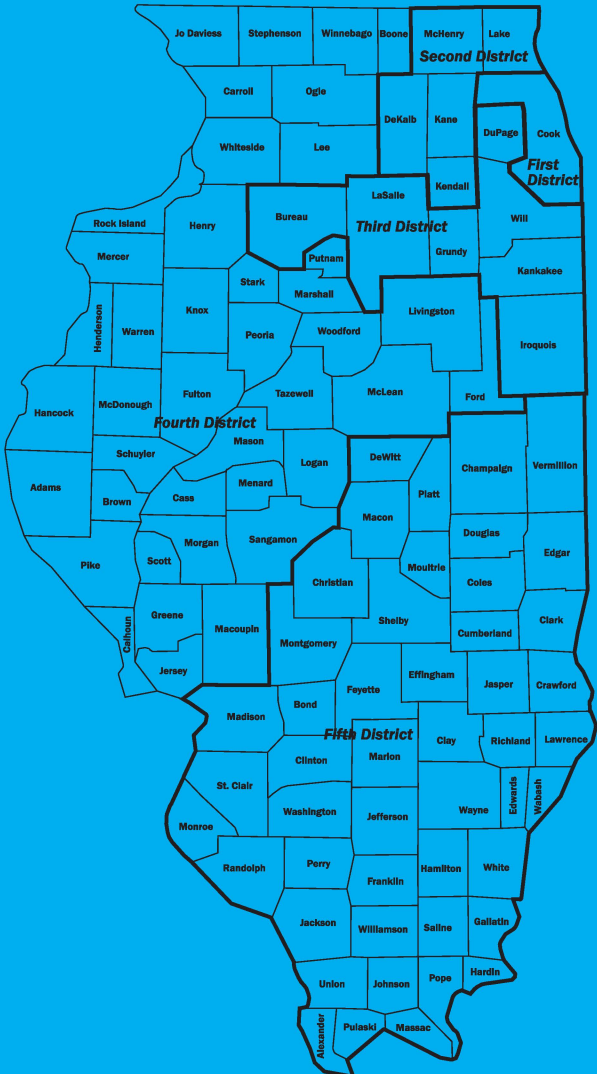 Jo Daviess
Stephenson
Winnebago
Boone
McHenry
Lake
Second District
Carroll
Ogle
DeKalb
Kane
DuPage
Cook
Whiteside
Lee
First
District
Kendall
LaSalle
Bureau
Third District
Will
Rock Island
Henry
Grundy
Mercer
Putnam
Kankakee
Stark
Marshall
Henderson
Warren
Knox
Peoria
Woodford
Livingston
Iroquois
Hancock
McDonough
Fulton
Tazewell
McLean
Ford
Fourth District
Mason
Schuyler
Logan
DeWitt
Champaign
Vermillion
Adams
Brown
Cass
Menard
Piatt
Macon
Pike
Scott
Morgan
Sangamon
Douglas
Edgar
Moultrie
Christian
Coles
Calhoun
Greene
Macoupin
Shelby
Clark
Cumberland
Montgomery
Jersey
Effingham
Feyette
Jasper
Crawford
Madison
Bond
Fifth District
Clay
Richland
Lawrence
Clinton
Marion
St. Clair
Wayne
Edwards
Wabash
Washington
Jefferson
Monroe
Randolph
Perry
Franklin
Hamilton
White
Jackson
Williamson
Saline
Gallatin
Union
Johnson
Pope
Hardin
Alexander
Pulaski
Massac